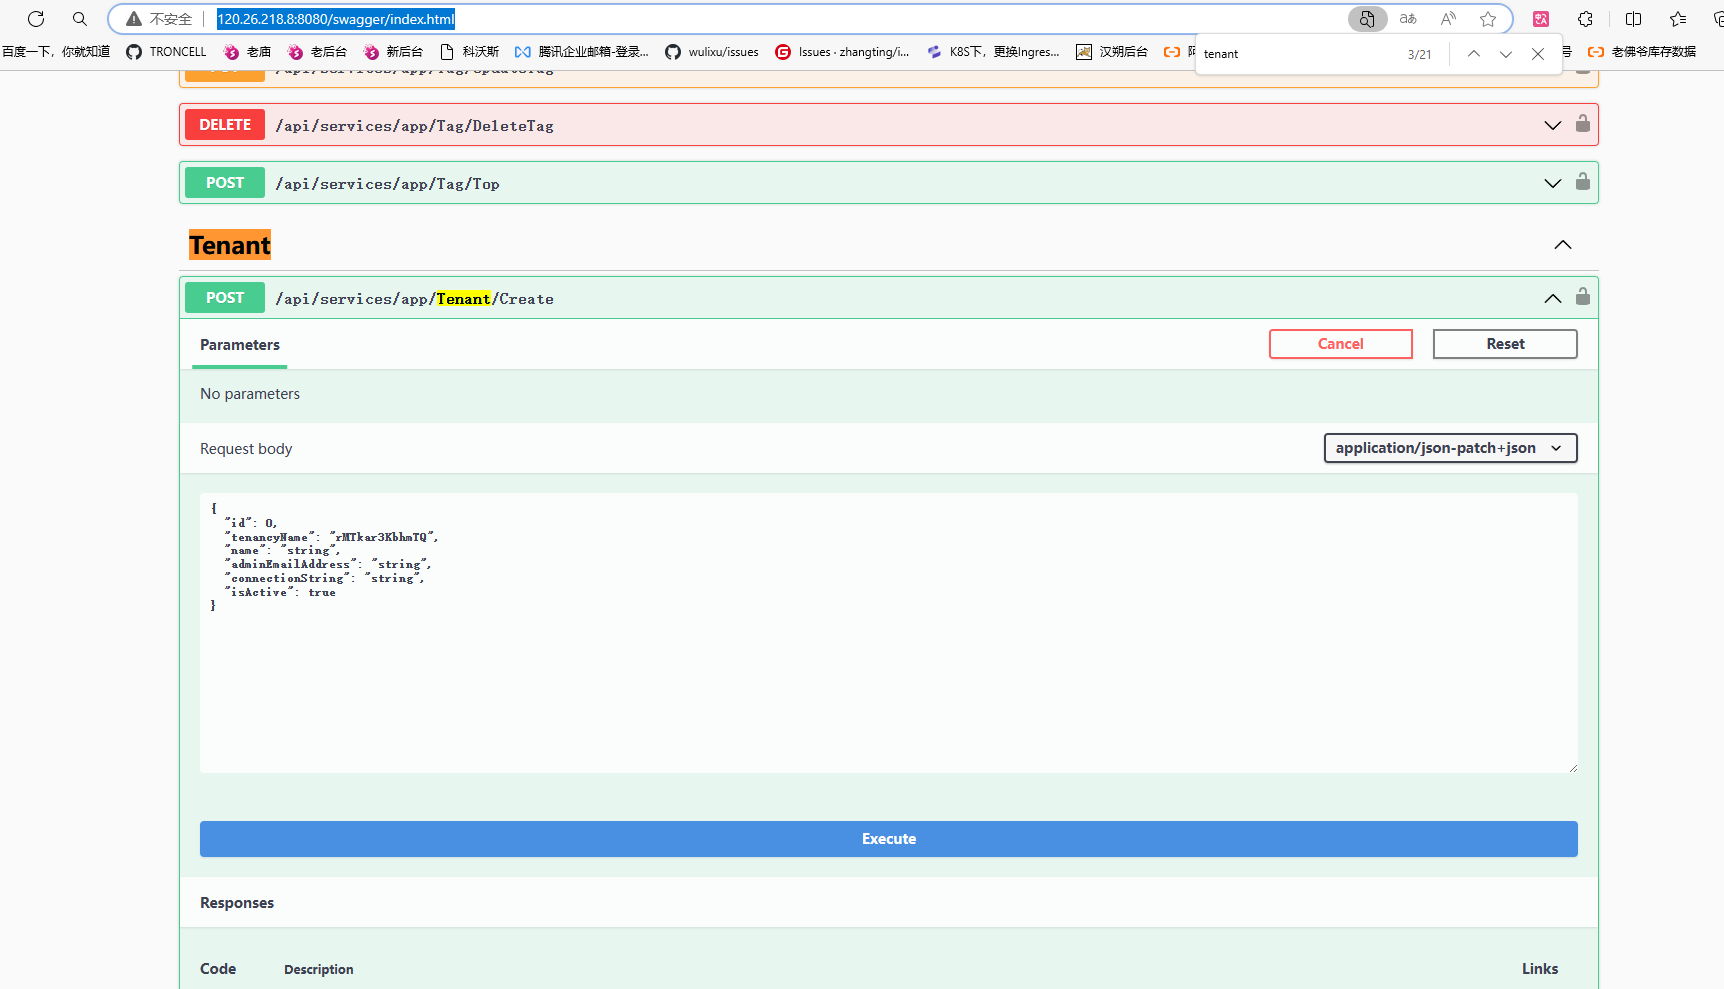 不安全 120.26.218.8:8080/swagger/index.html
百度一下，你就知道 TRONCELL 老庙 老后台 新后台 科沃斯 腾讯企业邮箱-登录... wulixu/issues Issues · zhangting/i... K8S下，更换Ingres... 汉朔后台 老佛爷库存数据
tenant 3/21
/api/services/app/Tag/UpdateTag
DELETE /api/services/app/Tag/DeleteTag
POST /api/services/app/Tag/Top
Tenant
POST /api/services/app/Tenant/Create
Parameters Cancel Reset
No parameters
Request body application/json-patch+json
{
"id": 0,
"tenancyName": "rMTkar3KbhmTQ",
"name": "string",
"adminEmailAddress": "string",
"connectionString": "string",
"isActive": true
}
Execute
Responses
Code Description Links